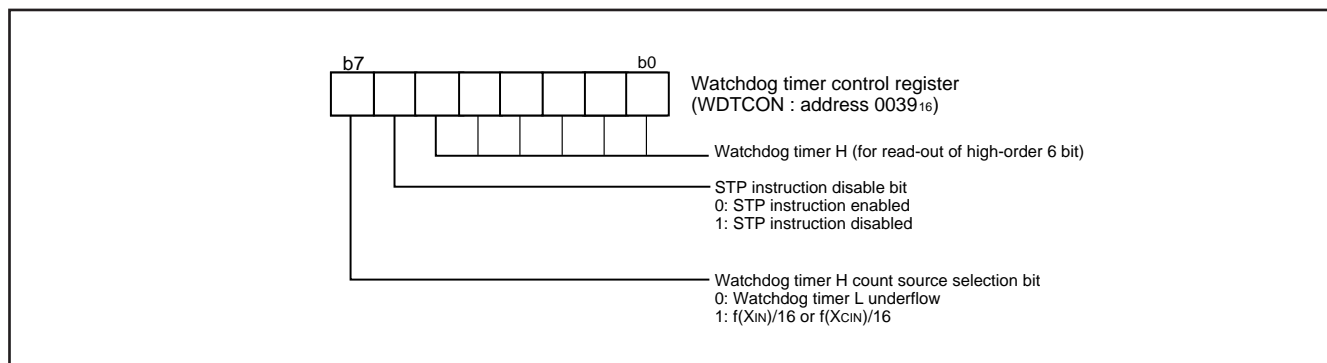 b7 b0
Watchdog timer control register
(WDTCON : address 003916)
Watchdog timer H (for read-out of high-order 6 bit)
STP instruction disable bit
0: STP instruction enabled
1: STP instruction disabled
Watchdog timer H count source selection bit
0: Watchdog timer L underflow
1: f(XIN)/16 or f(XCIN)/16